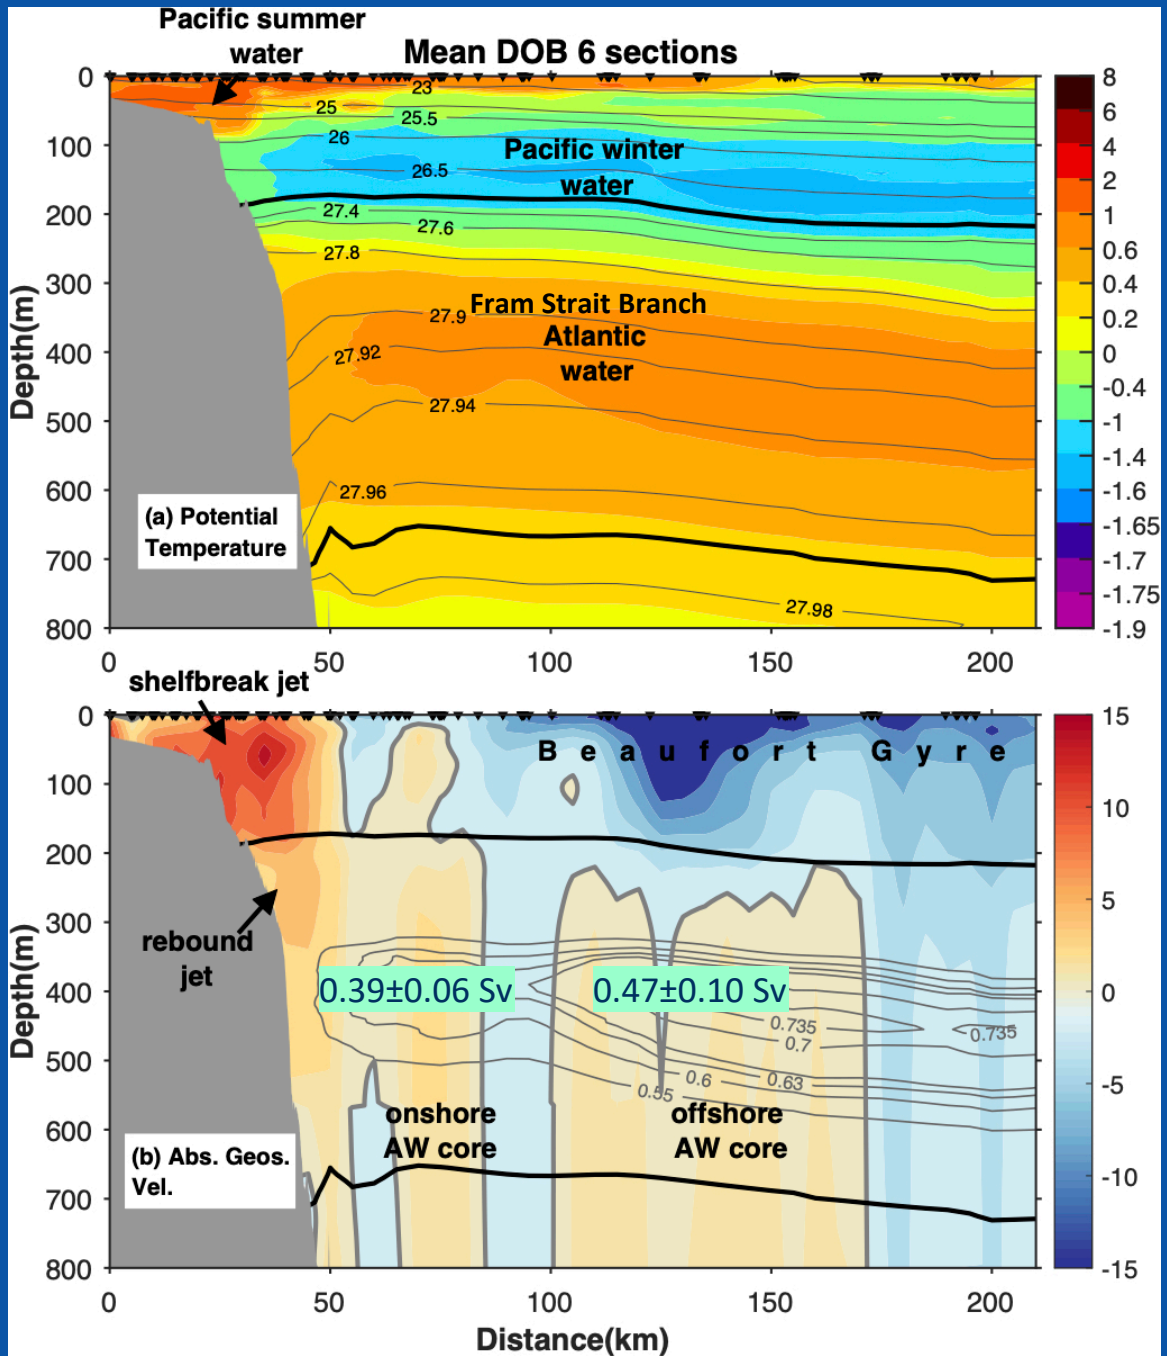 Pacific summer
water
Mean DOB 6 sections
0
100
200
300
400
500
600
700
800
Depth(m)
23
25
25.5
26
26.5
Pacific winter
water
27.4
27.6
27.8
Fram Strait Branch
27.9
Atlantic
water
27.92
27.94
27.96
27.98
(a) Potential
Temperature
0 50 100 150 200
8
6
4
2
1
0.6
0.4
0.2
0
-0.4
-1
-1.4
-1.6
-1.65
-1.7
-1.75
-1.9
shelfbreak jet
0
100
200
300
400
500
600
700
800
Depth(m)
B e a u f o r t G y r e
rebound
jet
0.39±0.06 Sv 0.47±0.10 Sv
0.735
0.7
0.735
0.6
0.63
0.55
onshore
AW core
offshore
AW core
(b) Abs. Geos.
Vel.
0 50 100 150 200
Distance(km)
15
10
5
0
-5
-10
-15